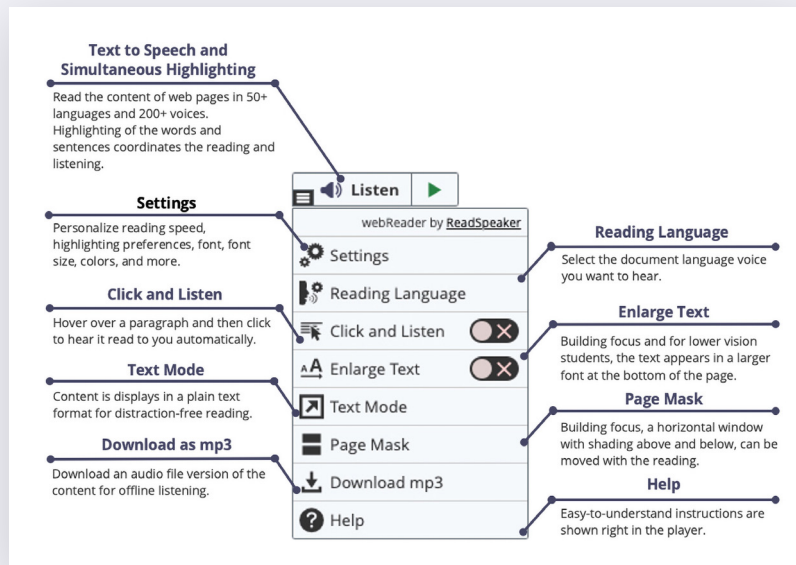 Text to Speech and
Simultaneous Highlighting
Read the content of web pages in 50+
languages and 200+ voices.
Highlighting of the words and
sentences coordinates the reading and
listening.
Settings
Personalize reading speed,
highlighting preferences, font, font
size, colors, and more.
Click and Listen
Hover over a paragraph and then click
to hear it read to you automatically.
Text Mode
Content is displays in a plain text
format for distraction-free reading.
Download as mp3
Download an audio file version of the
content for offline listening.
Listen
webReader by ReadSpeaker
Settings
Reading Language
Click and Listen
Enlarge Text
Text Mode
Page Mask
Download mp3
Help
Reading Language
Select the document language voice
you want to hear.
Enlarge Text
Building focus and for lower vision
students, the text appears in a larger
font at the bottom of the page.
Page Mask
Building focus, a horizontal window
with shading above and below, can be
moved with the reading.
Help
Easy-to-understand instructions are
shown right in the player.